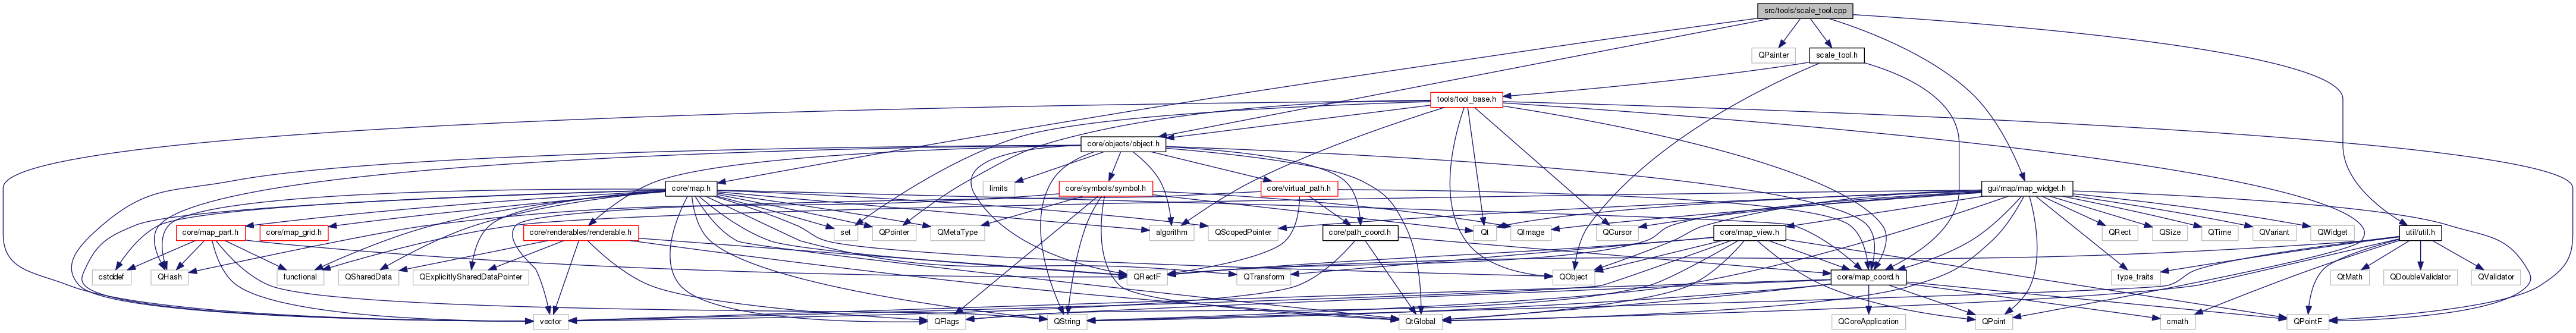 src/tools/scale_tool.cpp
QPainter
scale_tool.h
tools/tool_base.h
core/objects/object.h
core/map.h
limits
core/symbols/symbol.h
core/virtual_path.h
gui/map/map_widget.h
core/map_part.h
core/map_grid.h
core/renderables/renderable.h
set
QPointer
QMetaType
algorithm
QScopedPointer
core/path_coord.h
Qt
QImage
QCursor
core/map_view.h
QRect
QSize
QTime
QVariant
QWidget
util/util.h
cstddef
QHash
functional
QSharedData
QExplicitlySharedDataPointer
QRectF
QTransform
QObject
core/map_coord.h
type_traits
QtMath
QDoubleValidator
QValidator
vector
QFlags
QString
QtGlobal
QCoreApplication
QPoint
cmath
QPointF